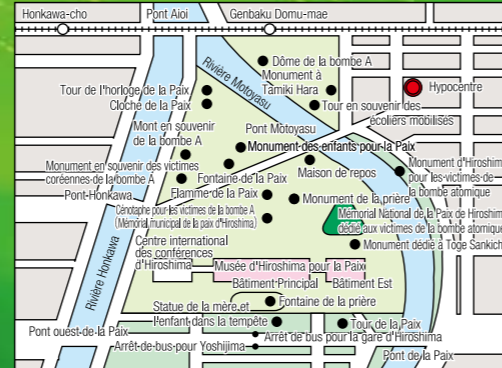 Honkawa-cho
Pont Aioi
Genbaku Domu-mae
Rivière Motoyasu
Dôme de la bombe A
Monument à
Tamiki Hara
Hypocentre
Tour de l'horloge de la Paix
Cloche de la Paix
Tour en souvenir des
écoliers mobilisés
Mont en souvenir
de la bombe A
Pont Motoyasu
Monument des enfants pour la Paix
Monument en souvenir des victimes
coréennes de la bombe A
Fontaine de la Paix
Maison de repos
Monument d'Hiroshim
pour les victimes de
la bombe atomique
Pont Honkawa
Flamme de la Paix
Monument de la prière
Cénotaphe pour les victimes de la bombe A
(Mémorial municipal de la paix d'Hiroshima)
Mémorial National de la Paix de Hiroshim
dédié aux victimes de la bombe atomique
Rivière Honkawa
Centre international
des conférences
d'Hiroshima
Monument dédié à Toge Sankich
Musée d'Hiroshima pour la Paix
Bâtiment Principal
Bâtiment Est
Statue de la mère et
l'enfant dans la tempête
Fontaine de la prière
Pont ouest de la Paix
Tour de la Paix
Arrêt de bus pour la gare d'Hiroshima
Arrêt de bus pour Yoshijima
Pont de la Paix